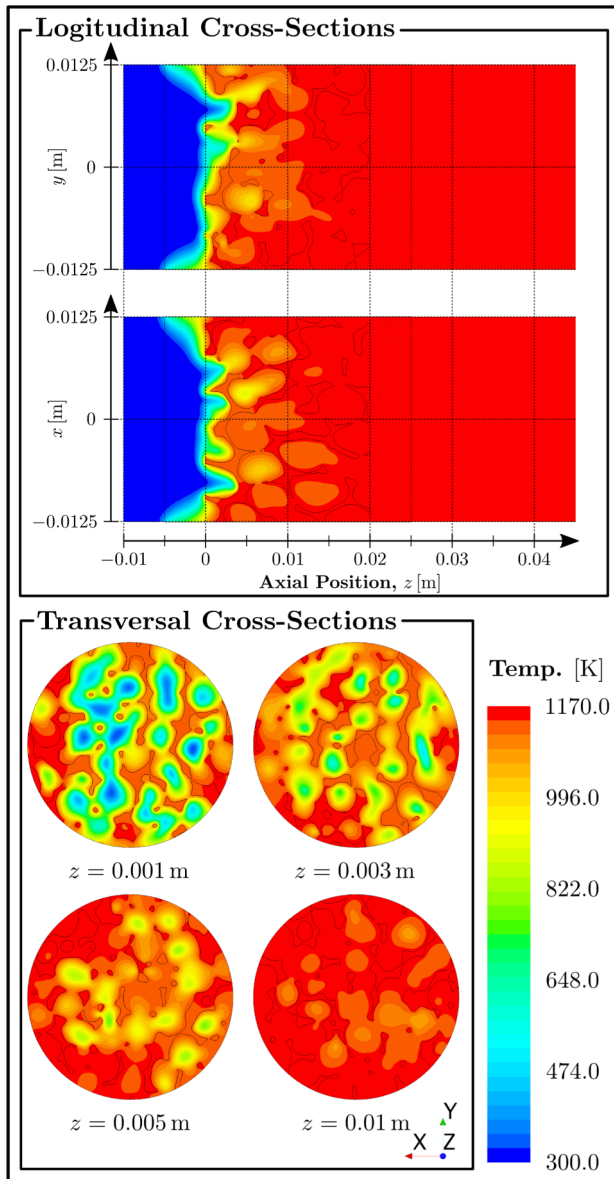 Logitudinal Cross-Sections
0.0125
0
−0.0125
y [m]
0.0125
0
−0.0125
x [m]
−0.01 0 0.01 0.02 0.03 0.04
Axial Position, z [m]
Transversal Cross-Sections
z = 0.001 m
z = 0.003 m
z = 0.005 m
z = 0.01 m
X Y Z
Temp. [K]
1170.0
996.0
822.0
648.0
474.0
300.0